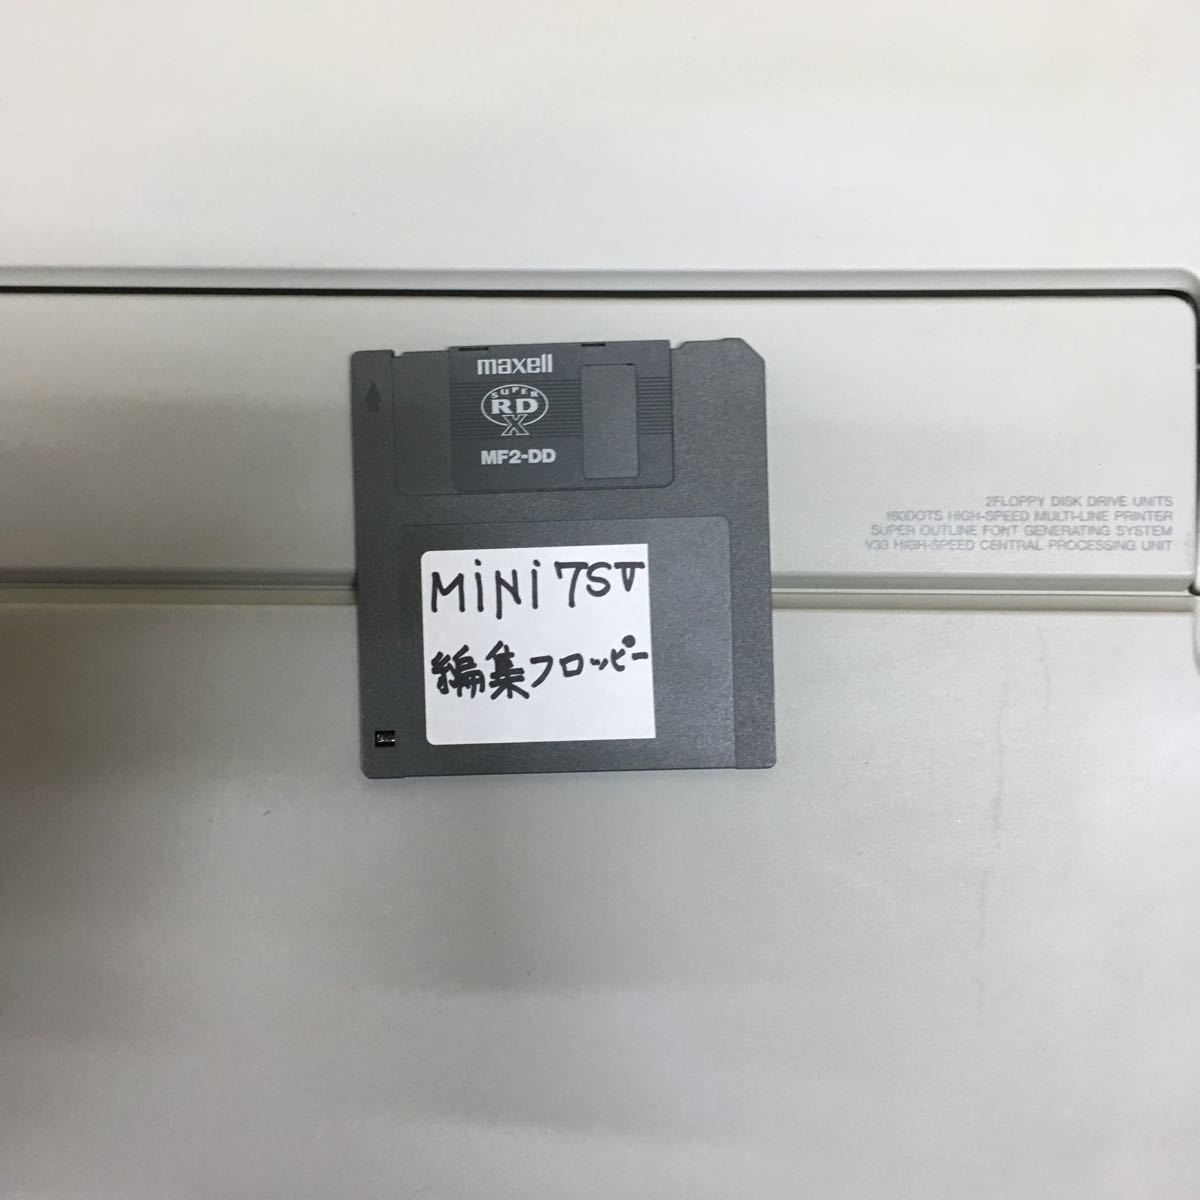 maxell
SUPER
RD
X
MF2-DD
MiNi 7SV
編集フロッピー
2FLOPPY DISK DRIVE UNITS
160DOTS HIGH-SPEED MULTI-LINE PRINTER
SUPER OUTLINE FONT GENERATING SYSTEM
V33 HIGH-SPEED CENTRAL PROCESSING UNIT